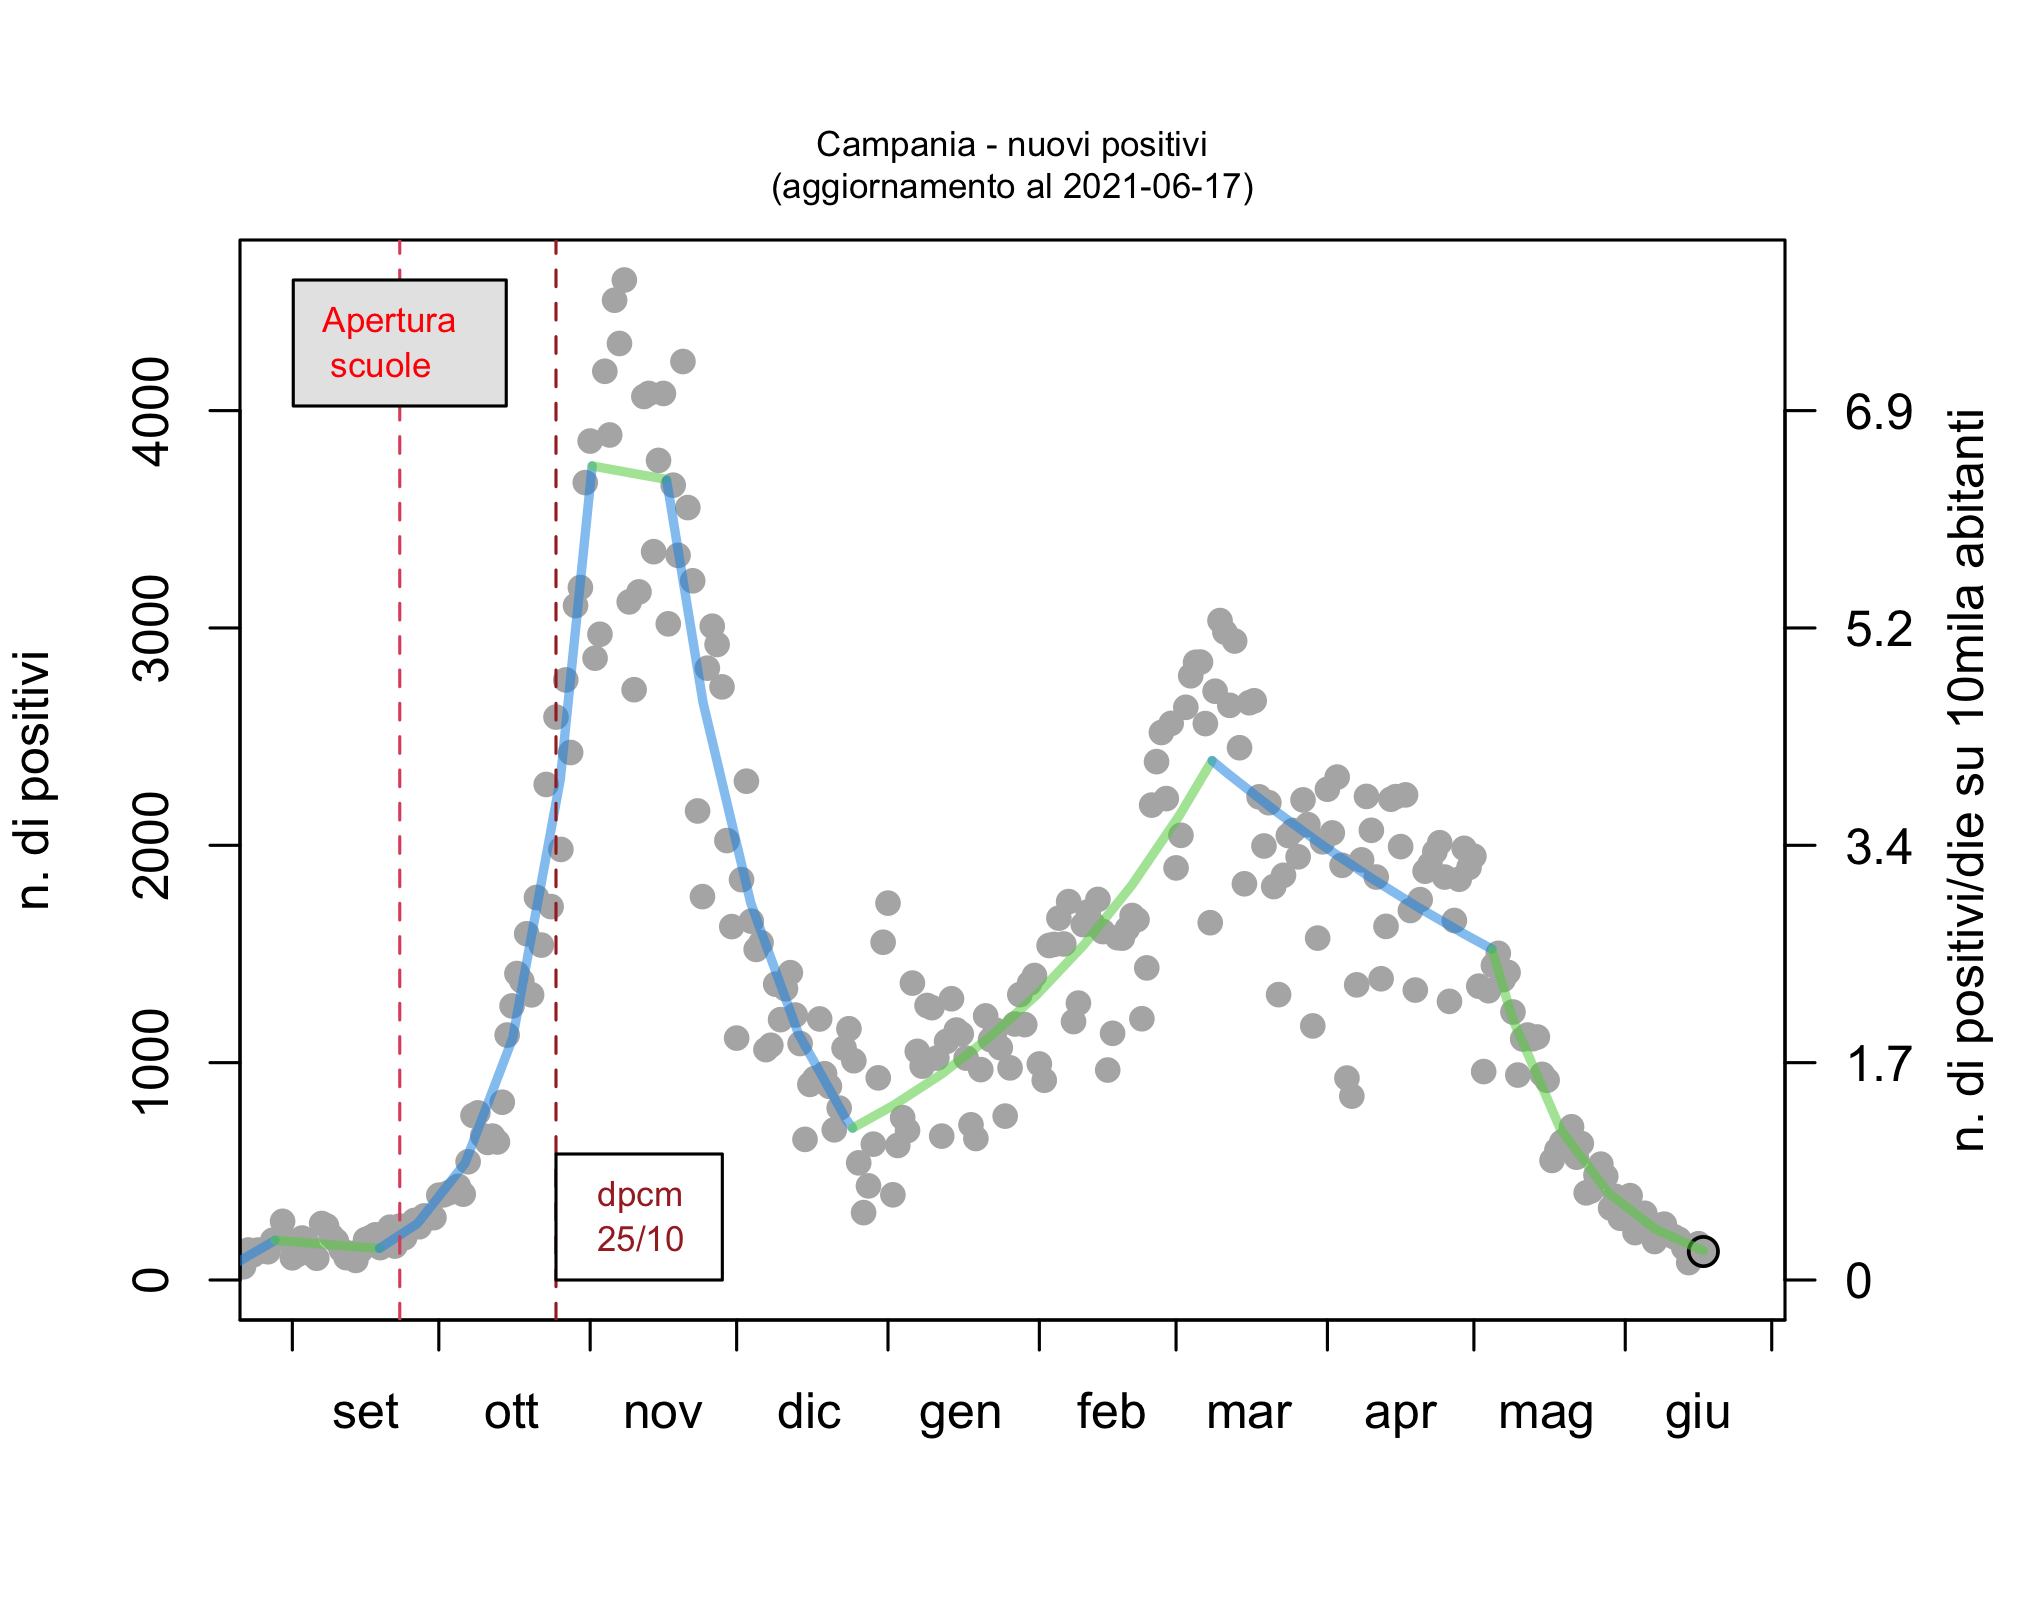 Campania - nuovi positivi
(aggiornamento al 2021-06-17)
Apertura
scuole
dpcm
25/10
n. di positivi
0
1000
2000
3000
4000
n. di positivi/die su 10mila abitanti
6.9
5.2
3.4
1.7
0
set ott nov dic gen feb mar apr mag giu